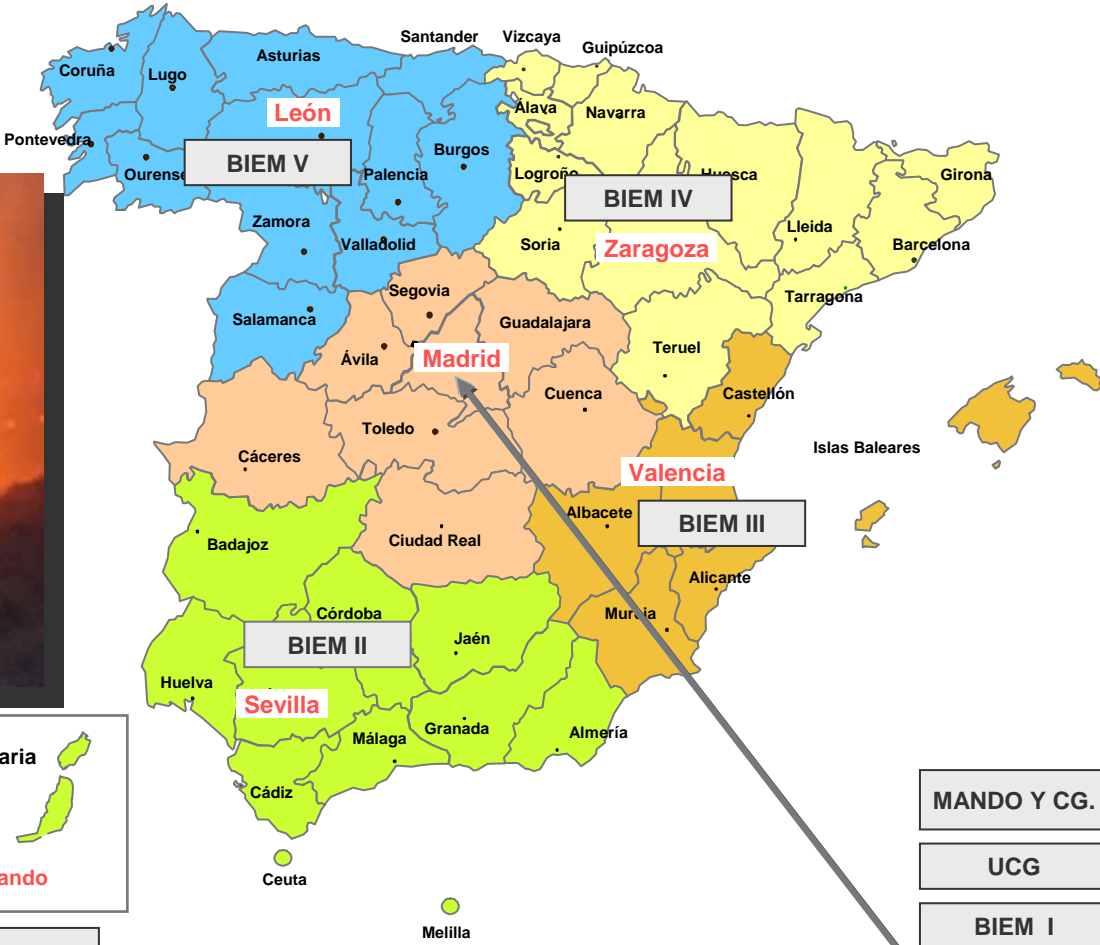 Santander
Vizcaya
Guipúzcoa
Asturias
Coruña
Lugo
León
Álava
Navarra
Pontevedra
Ourense
BIEM V
Palencia
Burgos
Logroño
Huesca
Girona
BIEM IV
Zamora
Valladolid
Soria
Zaragoza
Lleida
Barcelona
Segovia
Tarragona
Salamanca
Guadalajara
Ávila
Madrid
Teruel
Cuenca
Castellón
Toledo
Islas Baleares
Cáceres
Valencia
Albacete
BIEM III
Badajoz
Ciudad Real
Alicante
Córdoba
Murcia
BIEM II
Jaén
Huelva
Sevilla
Granada
Almería
Málaga
aria
Cádiz
MANDO Y CG.
UCG
ando
Ceuta
BIEM I
Melilla